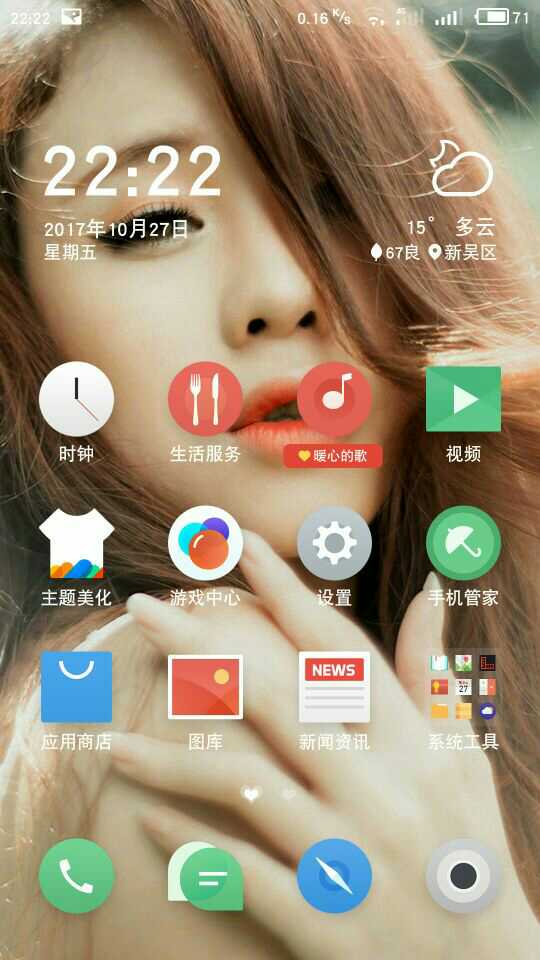 22:22 0.16 K/s 4G 71
22:22
2017年10月27日
星期五
15° 多云
67良 新吴区
时钟 生活服务 暖心的歌 视频
主题美化 游戏中心 设置 手机管家
NEWS
27
应用商店 图库 新闻资讯 系统工具